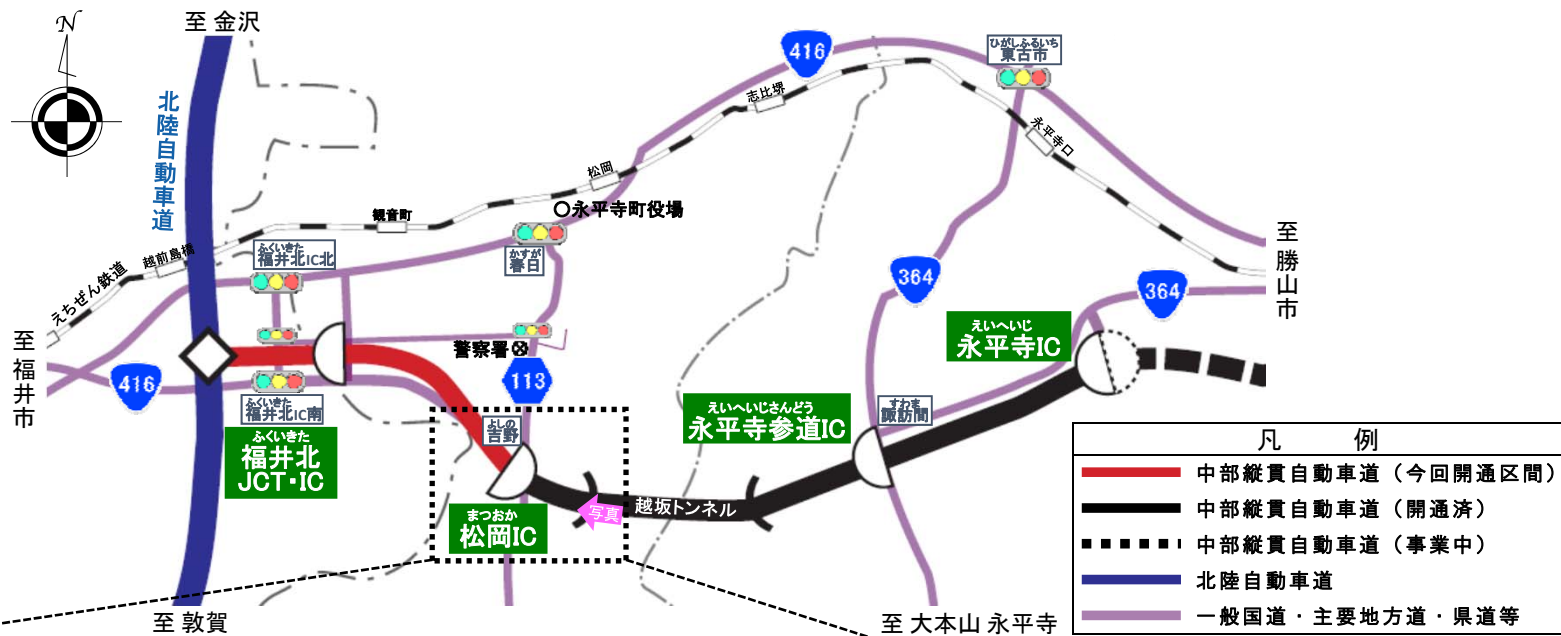 N
至 金沢
北陸自動車道
416
ひがしふるいち
東古市
志比堺
永平寺口
松岡
永平寺町役場
観音町
かすが
春日
ふくいきた
福井北IC北
越前島橋
えちぜん鉄道
至 勝山市
364
364
えいへいじ
永平寺IC
至 福井市
416
警察署
113
ふくいきた
福井北IC南
ふくいきた
福井北
JCT・IC
よしの
吉野
えいへいじさんどう
永平寺参道IC
すわま
諏訪間
まつおか
松岡IC
写真
越坂トンネル
至 敦賀
至 大本山 永平寺
凡 例
中部縦貫自動車道（今回開通区間）
中部縦貫自動車道（開通済）
中部縦貫自動車道（事業中）
北陸自動車道
一般国道・主要地方道・県道等